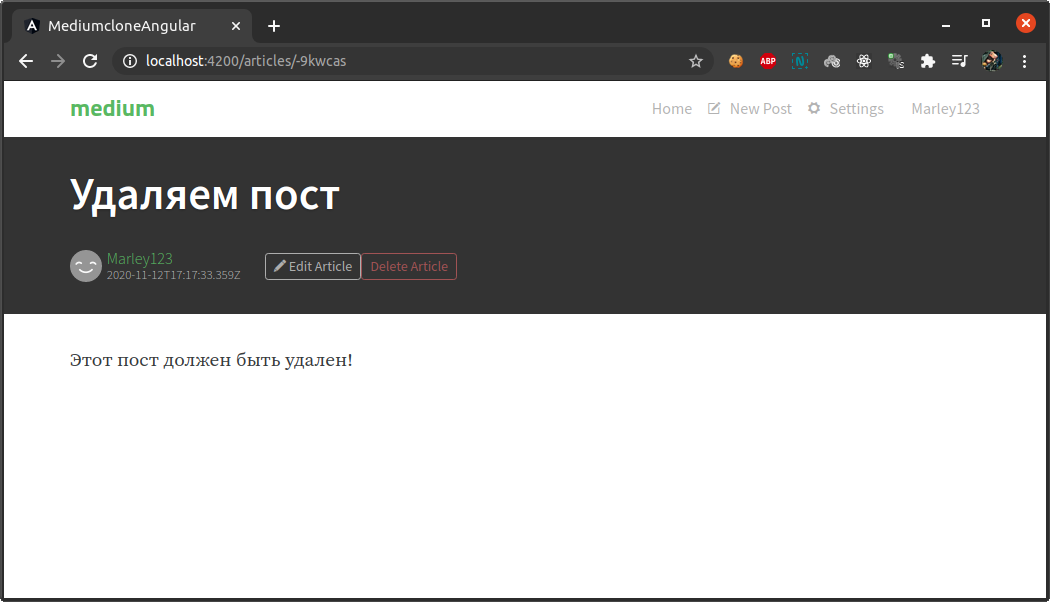 MediumcloneAngular
localhost:4200/articles/-9kwcas
ABP
medium
Home New Post Settings Marley123
Удаляем пост
Marley123
2020-11-12T17:17:33.359Z
Edit Article Delete Article
Этот пост должен быть удален!